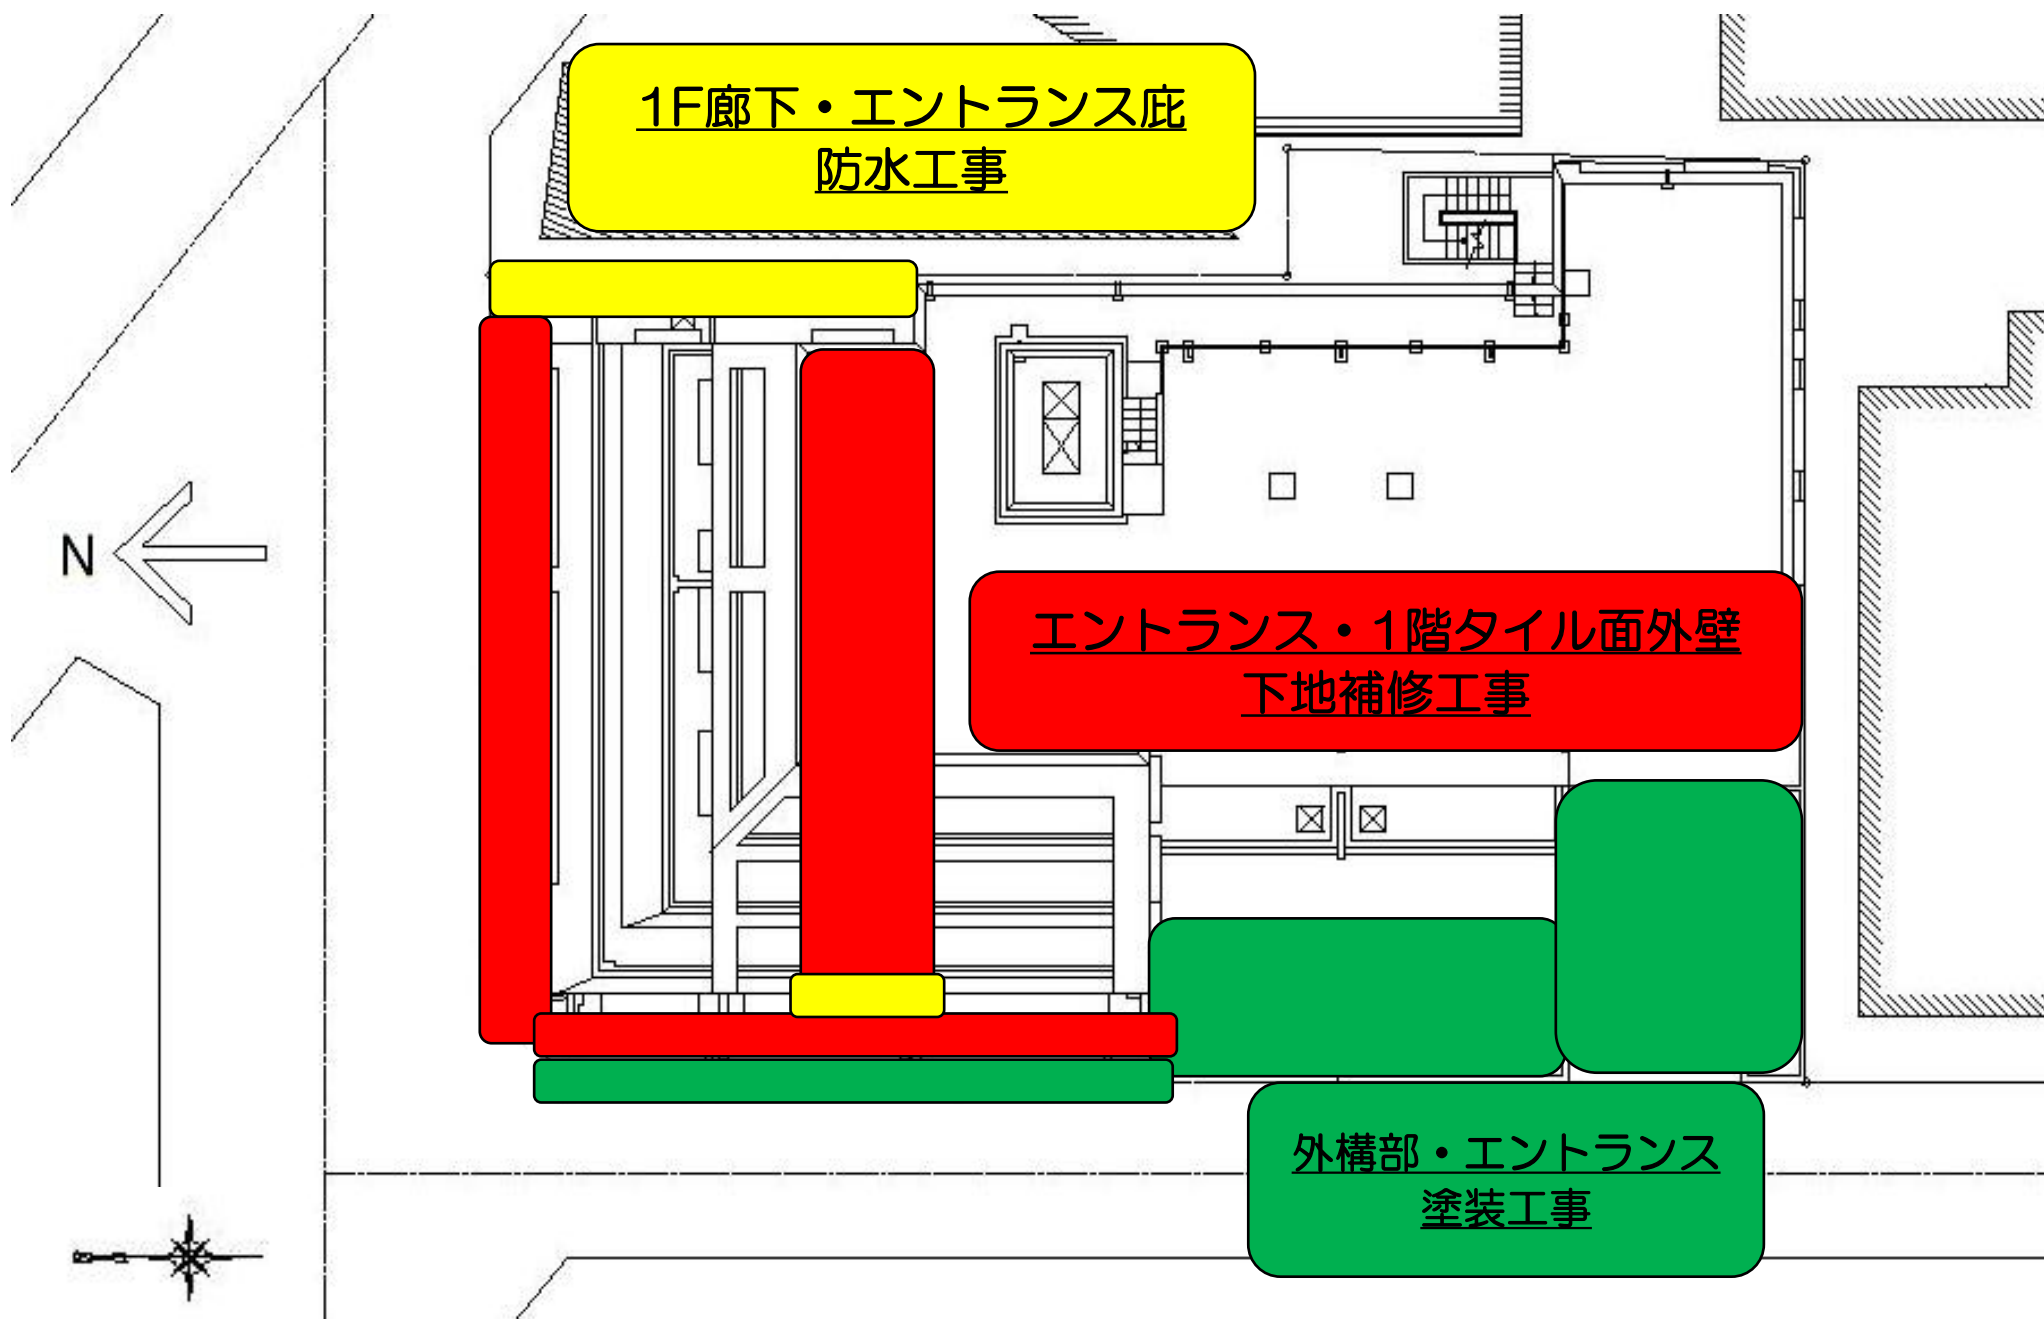 1F廊下・エントランス庇
防水工事
N
エントランス・1階タイル面外壁
下地補修工事
外構部・エントランス
塗装工事